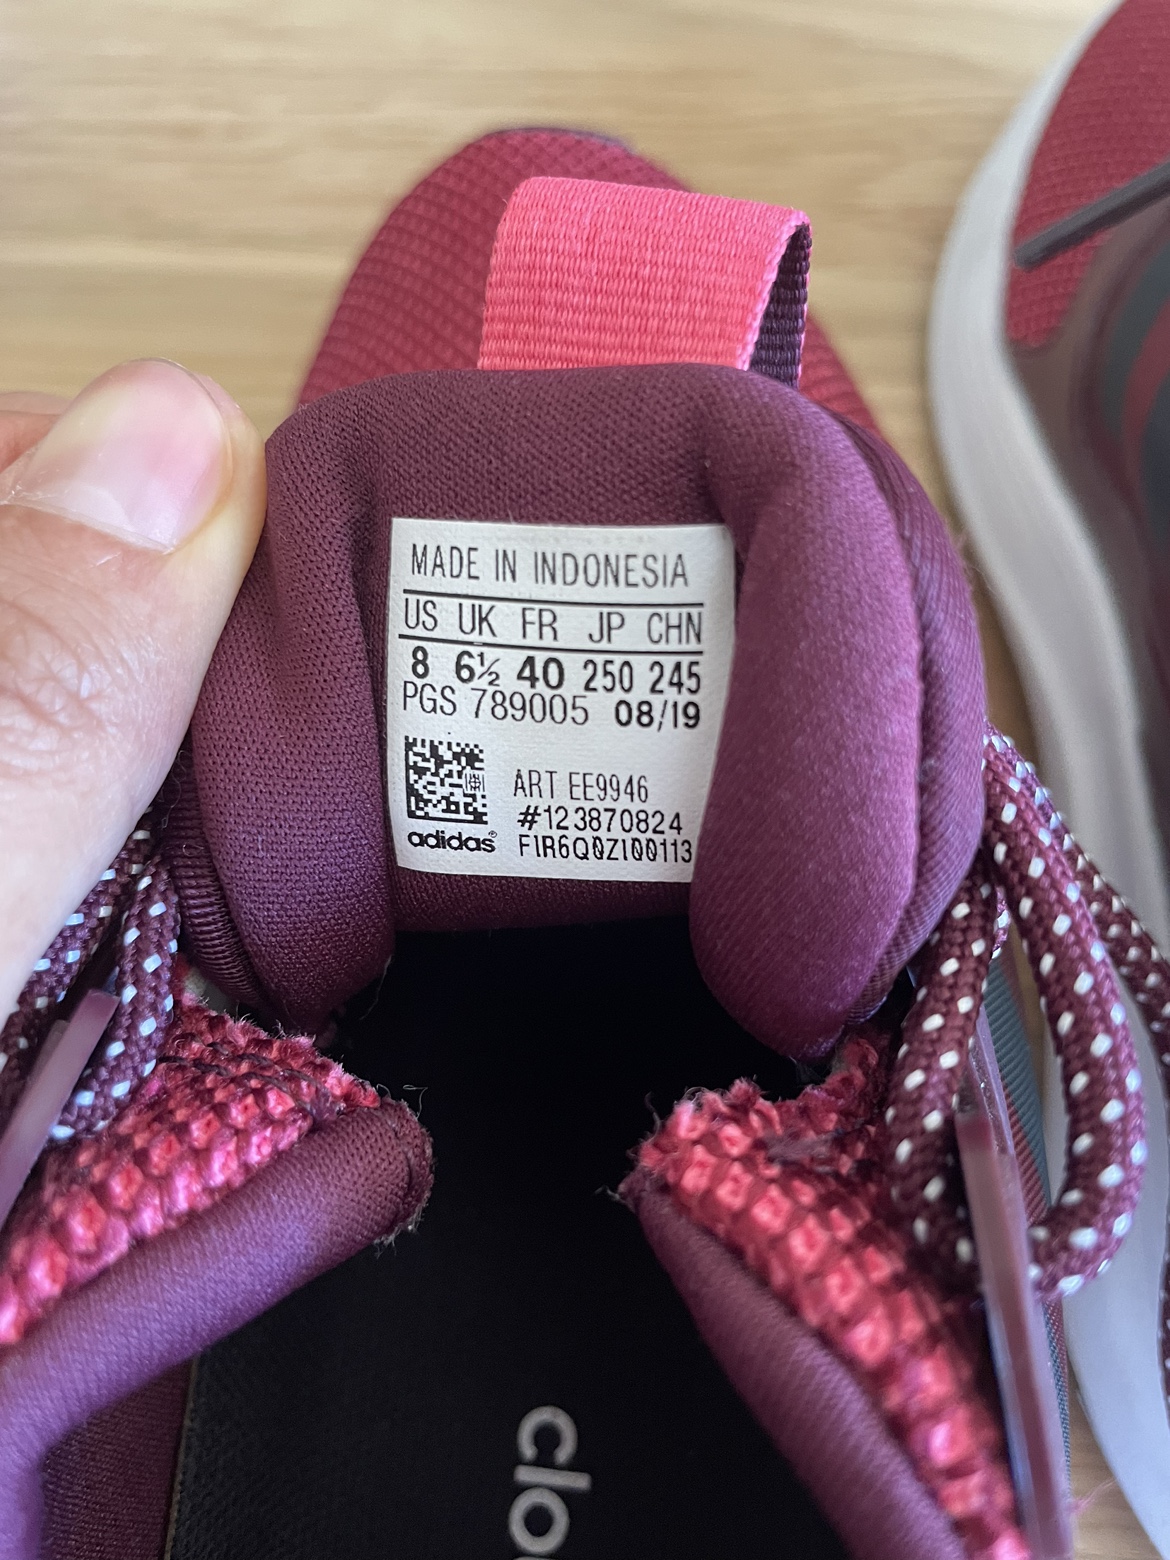 MADE IN INDONESIA
US UK FR JP CHN
8 6½ 40 250 245
PGS 789005 08/19
ART EE9946
#123870824
adidas®
F1R6Q0Z100113
clo